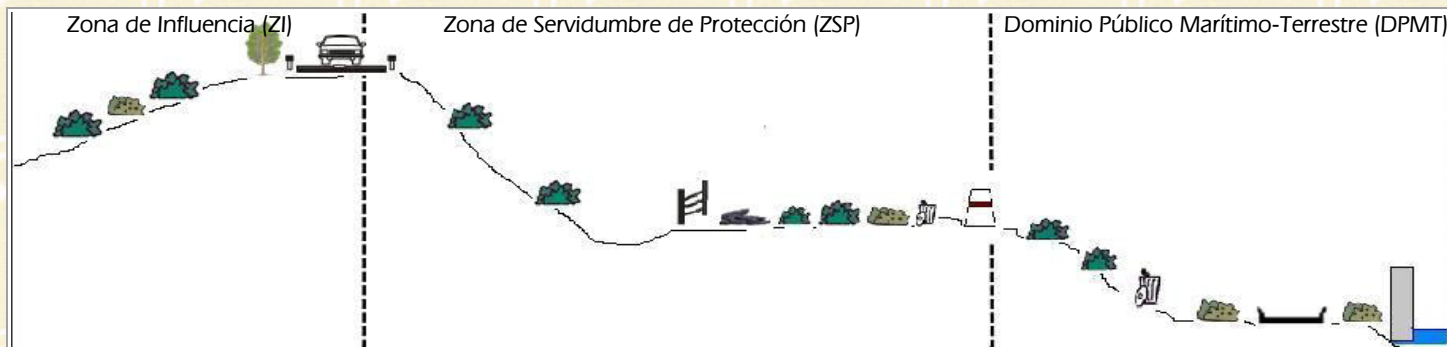 Zona de Influencia (ZI)
Zona de Servidumbre de Protección (ZSP)
Dominio Público Marítimo-Terrestre (DPMT)